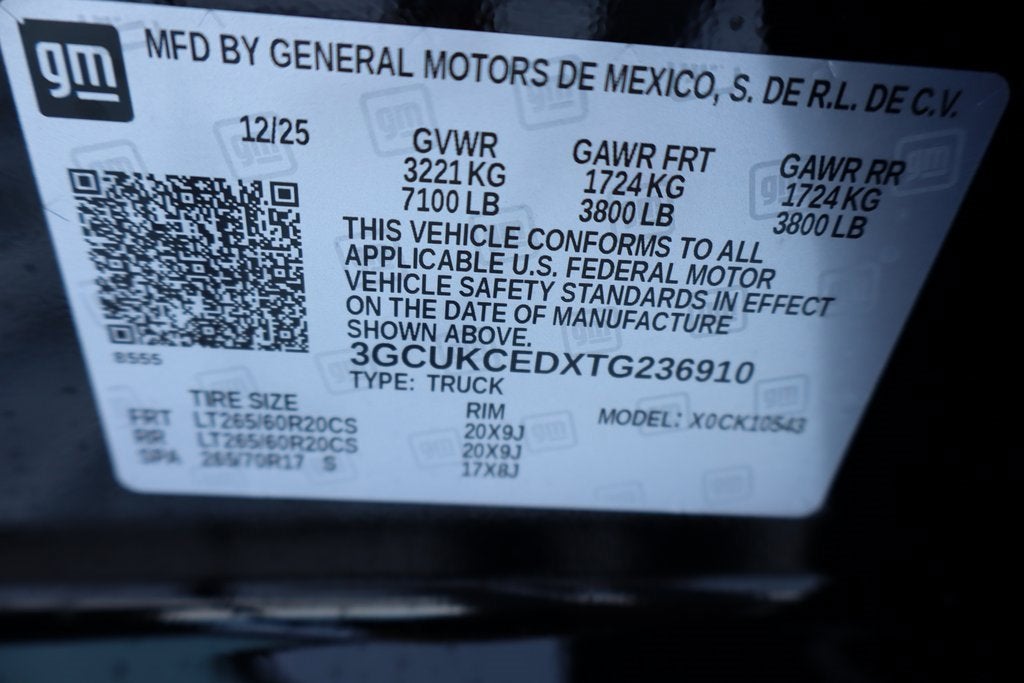 gm
MFD BY GENERAL MOTORS DE MEXICO, S. DE R.L. DE C.V.
12/25 GVWR GAWR FRT GAWR RR
3221 KG 1724 KG 1724 KG
7100 LB 3800 LB 3800 LB
THIS VEHICLE CONFORMS TO ALL
APPLICABLE U.S. FEDERAL MOTOR
VEHICLE SAFETY STANDARDS IN EFFECT
ON THE DATE OF MANUFACTURE
SHOWN ABOVE.
8555
3GCUKCEDXTG236910
TYPE: TRUCK
TIRE SIZE RIM MODEL: X0CK10543
FRT LT265/60R20CS 20X9J
RR LT265/60R20CS 20X9J
SPA 265/70R17 S 17X8J